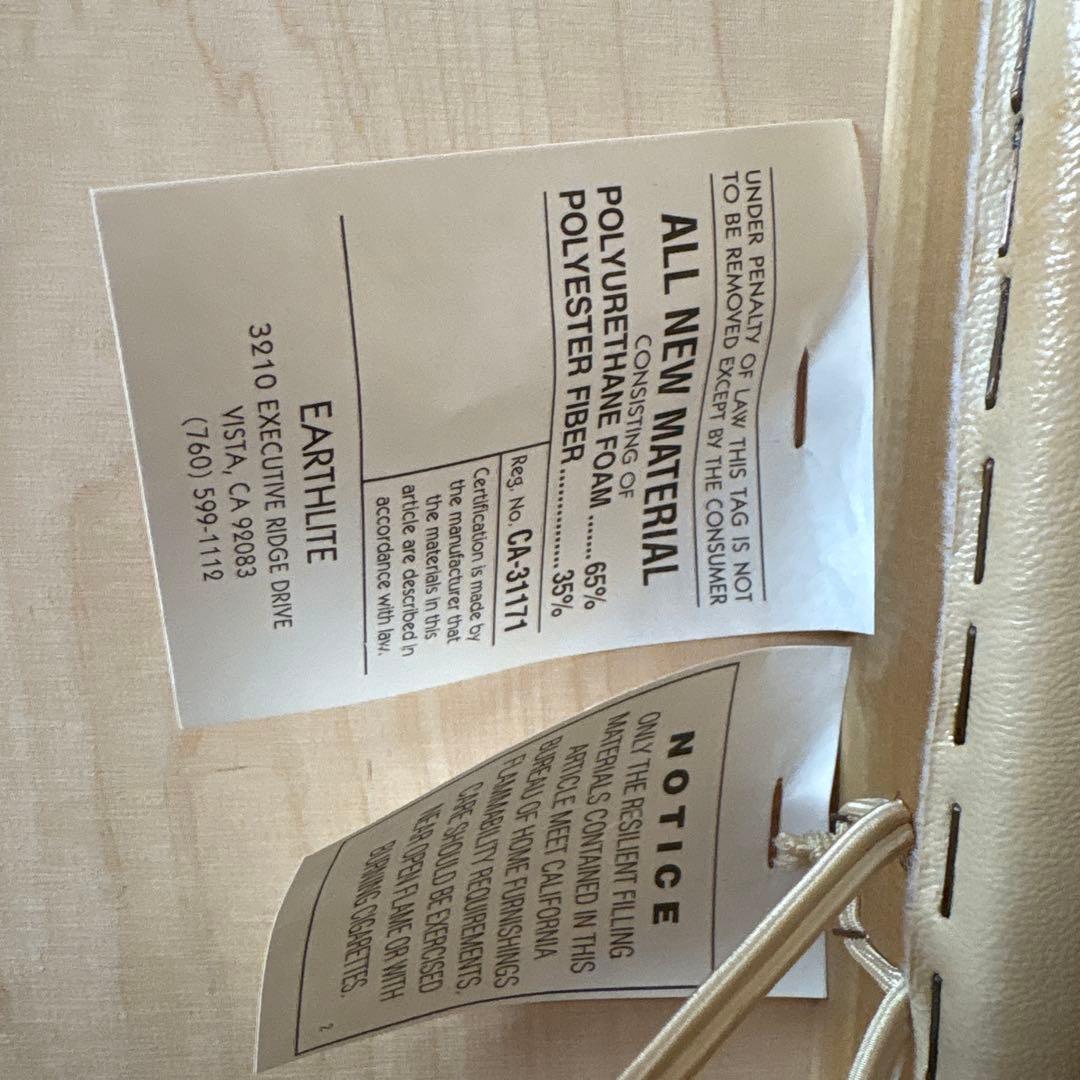 UNDER PENALTY OF LAW THIS TAG IS NOT
TO BE REMOVED EXCEPT BY THE CONSUMER
ALL NEW MATERIAL
CONSISTING OF
POLYURETHANE FOAM ....... 65%
POLYESTER FIBER ............... 35%
Reg. No. CA-31171
Certification is made by
the manufacturer that
the materials in this
article are described in
accordance with law.
EARTHLITE
3210 EXECUTIVE RIDGE DRIVE
VISTA, CA 92083
(760) 599-1112
NOTICE
ONLY THE RESILIENT FILLING
MATERIALS CONTAINED IN THIS
ARTICLE MEET CALIFORNIA
BUREAU OF HOME FURNISHINGS
FLAMMABILITY REQUIREMENTS.
CARE SHOULD BE EXERCISED
NEAR OPEN FLAME OR WITH
BURNING CIGARETTES.
2